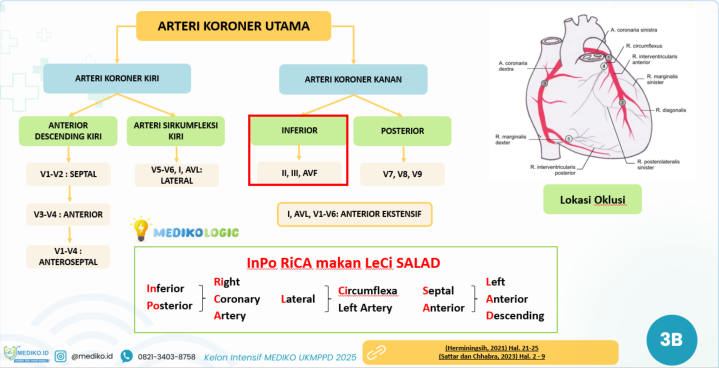 ARTERI KORONER UTAMA
ARTERI KORONER KIRI
ARTERI KORONER KANAN
ANTERIOR
DESCENDING KIRI
ARTERI SIRKUMFLEKSI
KIRI
INFERIOR
POSTERIOR
V1-V2 : SEPTAL
V5-V6, I, AVL:
LATERAL
II, III, AVF
V7, V8, V9
V3-V4 : ANTERIOR
I, AVL, V1-V6: ANTERIOR EKSTENSIF
V1-V4 :
ANTEROSEPTAL
A. coronaria sinistra
R. circumflexus
R. interventricularis
anterior
A. coronaria
dextra
R. marginalis
sinister
R. diagonalis
R. marginalis
dexter
R. posterolateralis
sinister
R. interventricularis
posterior
Lokasi Oklusi
MEDIKOLOGIC
InPo RiCA makan LeCi SALAD
Inferior
Posterior
Right
Coronary
Artery
Lateral
Circumflexa
Left Artery
Septal
Anterior
Left
Anterior
Descending
3B
MEDIKO.ID
@mediko.id
0821-3403-8758
Kelon Intensif MEDIKO UKMPPD 2025
(Herminingsih, 2021) Hal. 21-25
(Sattar dan Chhabra, 2023) Hal. 2 - 9